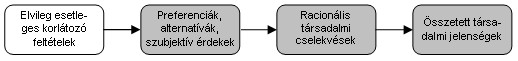 Elvileg esetle-
ges korlátozó
feltételek
Preferenciák,
alternatívák,
szubjektív érdekek
Racionális
társadalmi
cselekvések
Összetett társa-
dalmi jelenségek